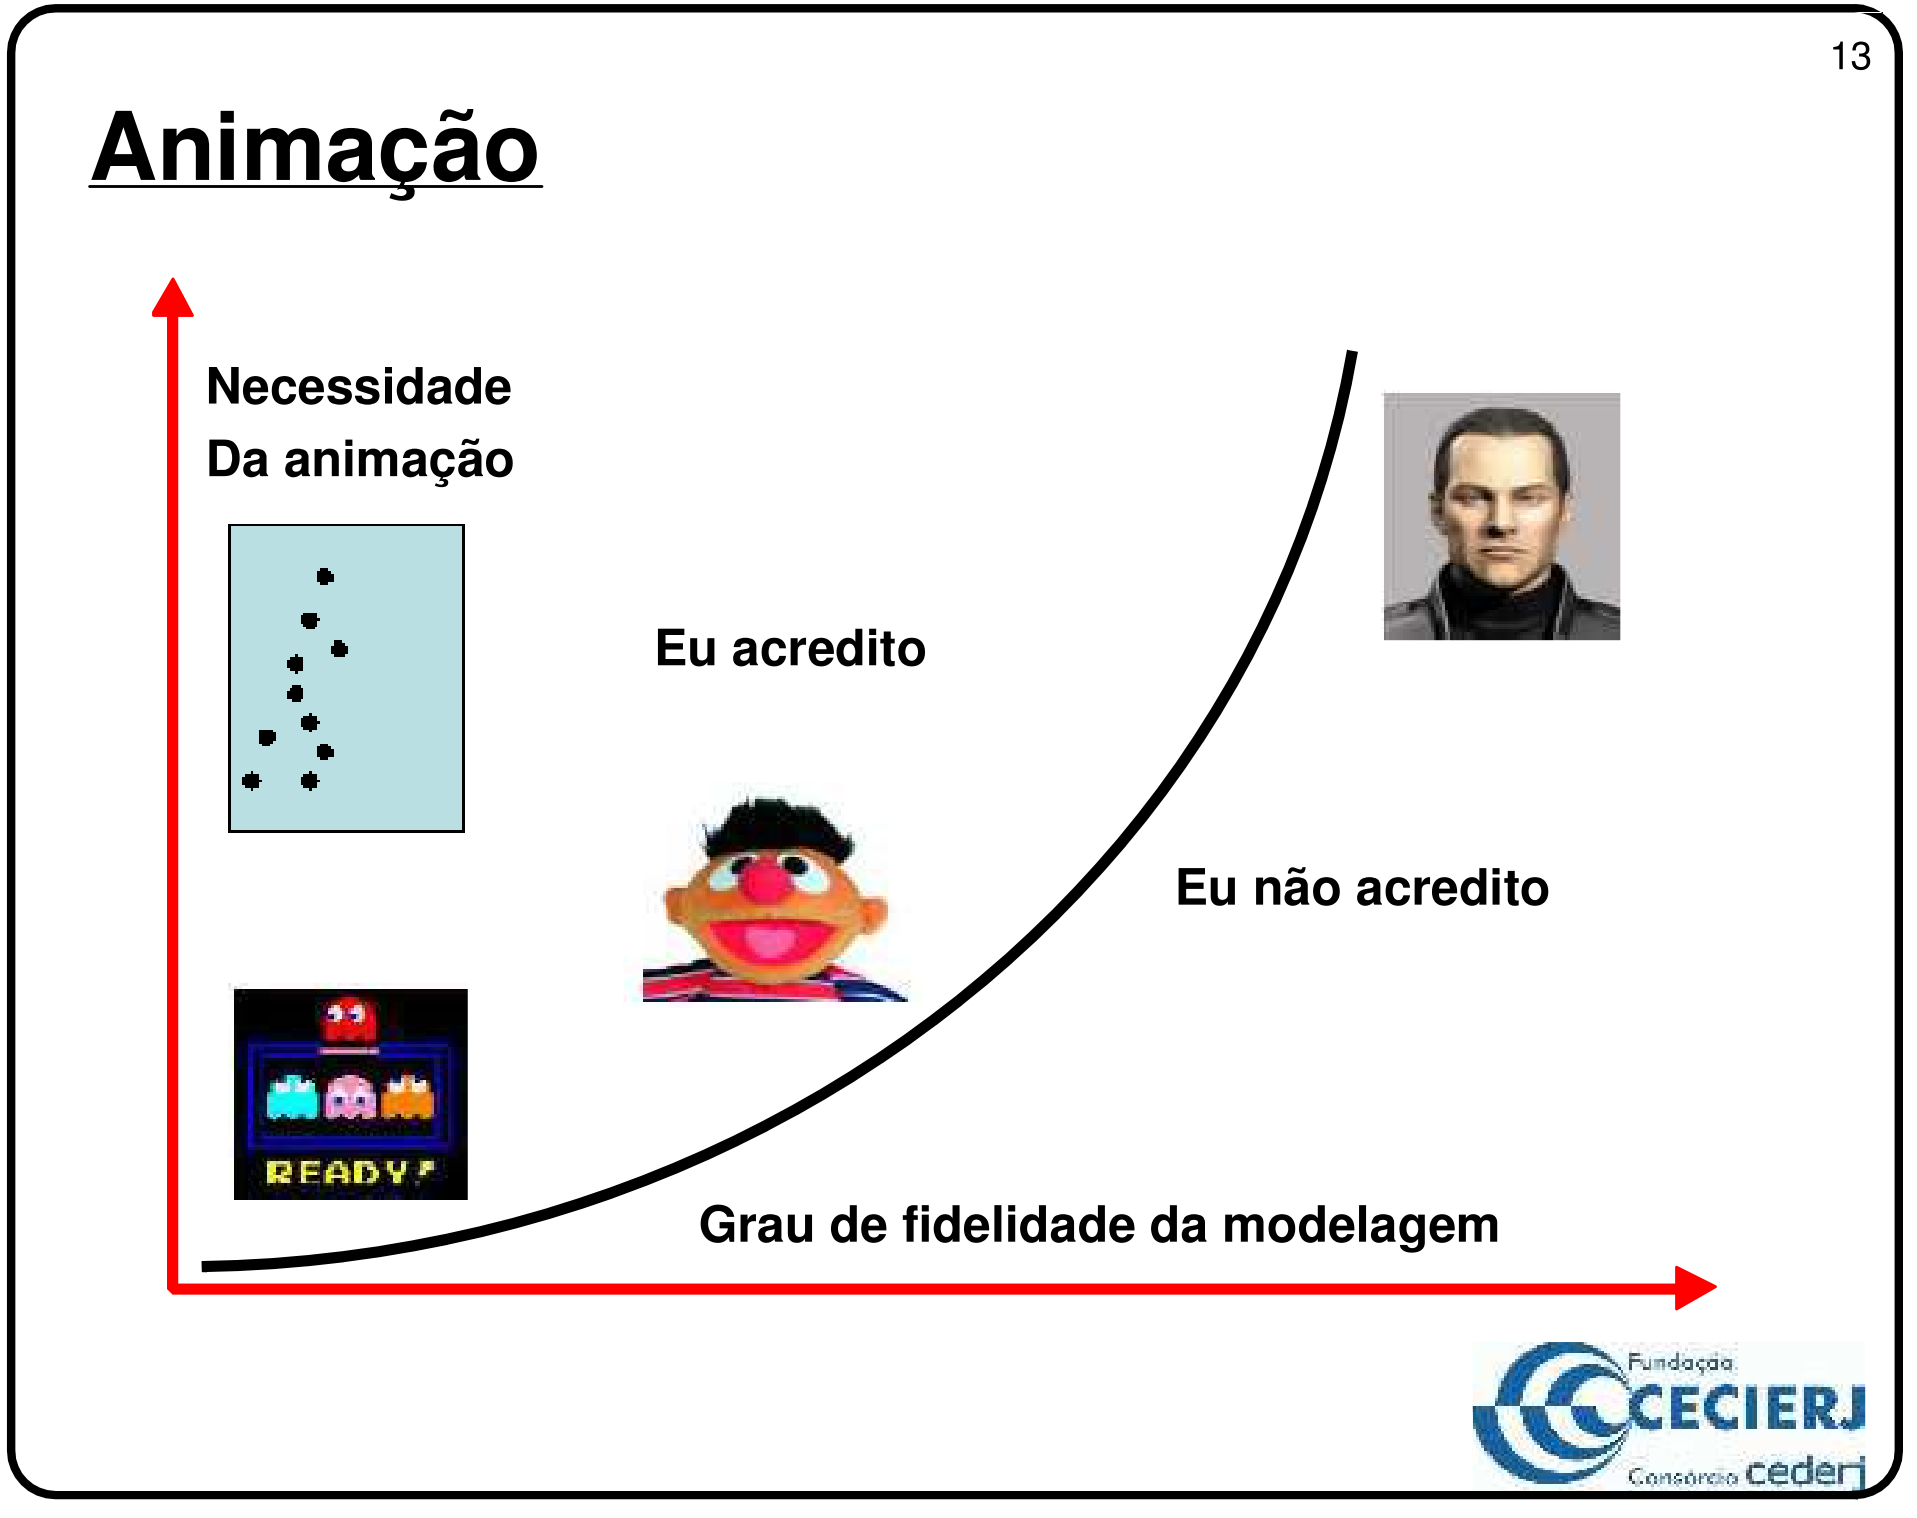 13
Animação
Necessidade
Da animação
Eu acredito
Eu não acredito
READY!
Grau de fidelidade da modelagem
Fundação
CECIERJ
Consórcio cederj